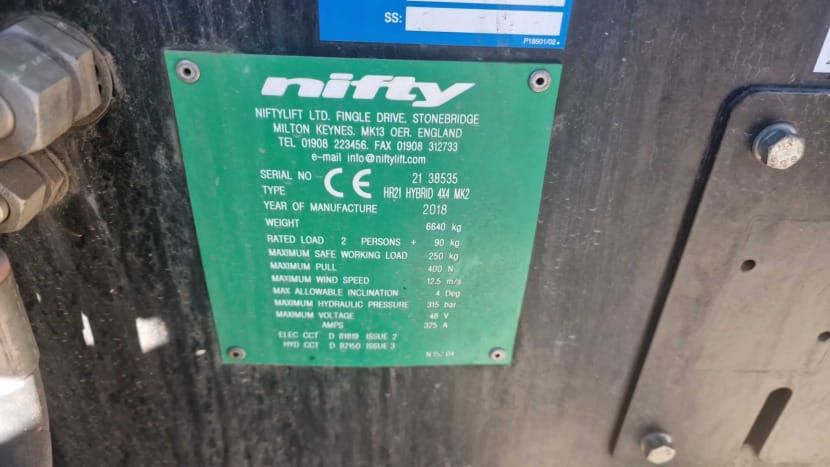 SS:
P18501/02
nifty
NIFTYLIFT LTD. FINGLE DRIVE, STONEBRIDGE
MILTON KEYNES. MK13 OER. ENGLAND
TEL 01908 223456. FAX 01908 312733
e-mail info@niftylift.com
SERIAL NO CE 21 38535
TYPE HR21 HYBRID 4X4 MK2
YEAR OF MANUFACTURE 2018
WEIGHT 6640 kg
RATED LOAD 2 PERSONS + 90 kg
MAXIMUM SAFE WORKING LOAD 250 kg
MAXIMUM PULL 400 N
MAXIMUM WIND SPEED 12.5 m/s
MAX ALLOWABLE INCLINATION 4 Deg
MAXIMUM HYDRAULIC PRESSURE 315 bar
MAXIMUM VOLTAGE 48 V
AMPS 325 A
ELEC CCT D 81819 ISSUE 2
HYD CCT D 82150 ISSUE 3